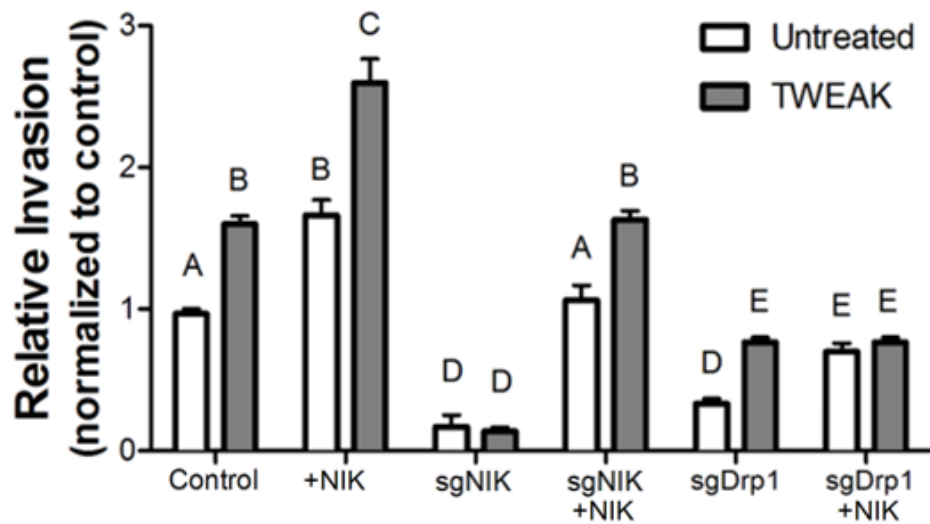 Relative Invasion
(normalized to control)
3
2
1
0
Untreated
TWEAK
A
B
B
C
D
D
A
B
D
E
E
E
Control
+NIK
sgNIK
sgNIK
+NIK
sgDrp1
sgDrp1
+NIK